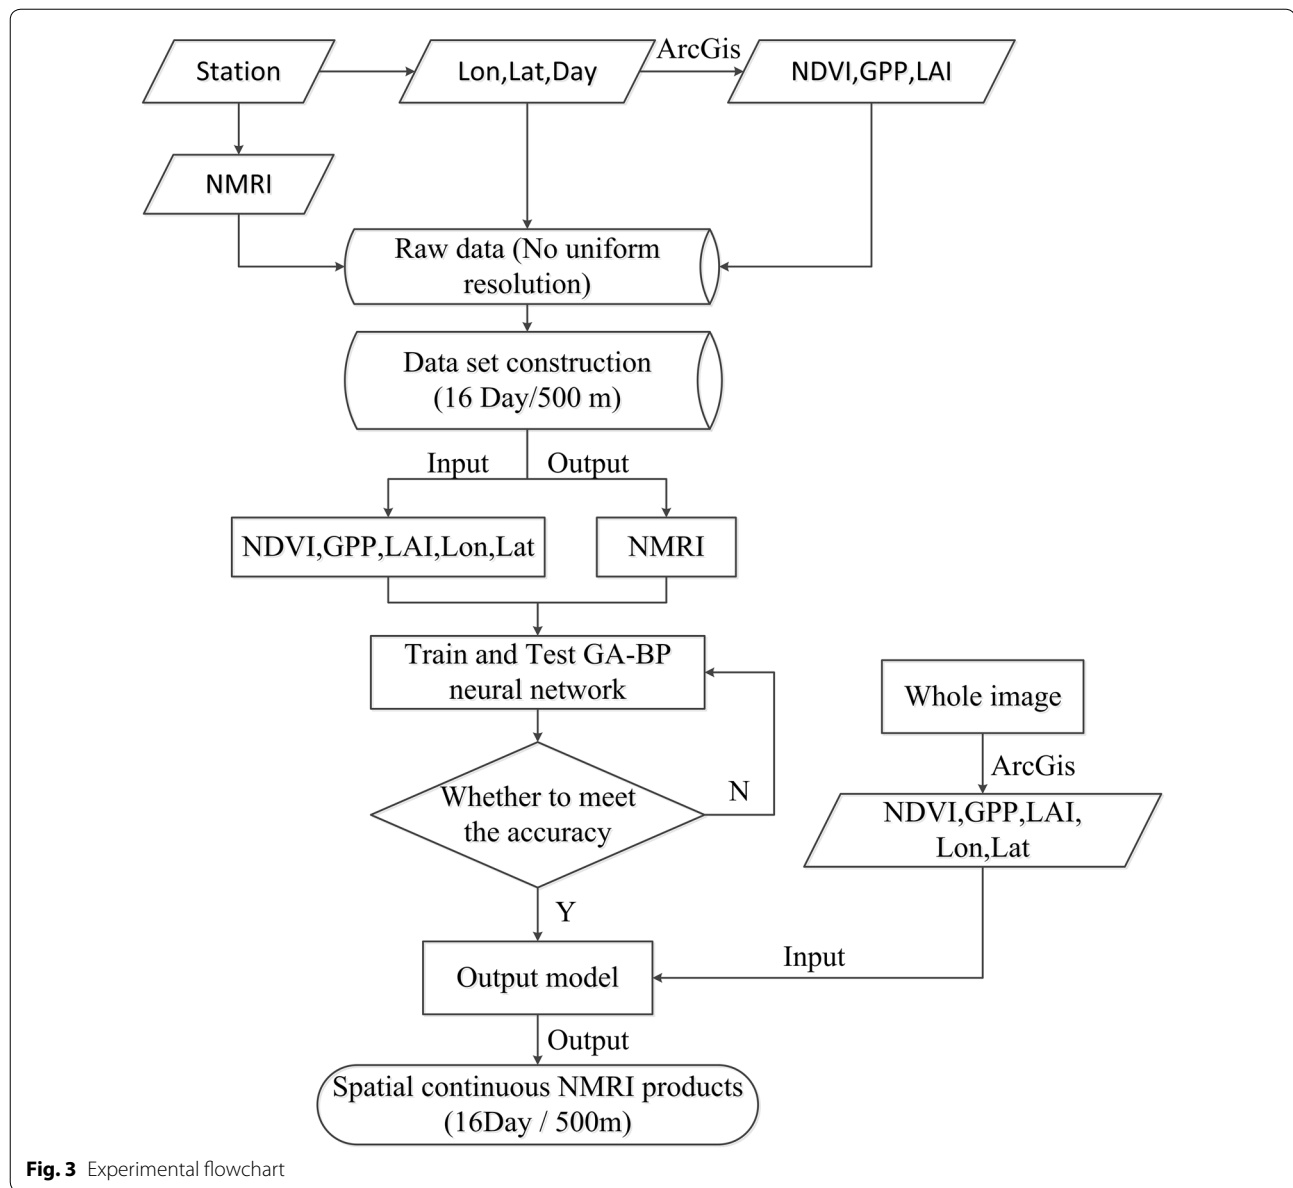 Station
Lon,Lat,Day
ArcGis
NDVI,GPP,LAI
NMRI
Raw data (No uniform
resolution)
Data set construction
(16 Day/500 m)
Input
Output
NDVI,GPP,LAI,Lon,Lat
NMRI
Train and Test GA-BP
neural network
Whole image
ArcGis
Whether to meet
the accuracy
N
NDVI,GPP,LAI,
Lon,Lat
Y
Output model
Input
Output
Spatial continuous NMRI products
(16Day / 500m)
Fig. 3 Experimental flowchart